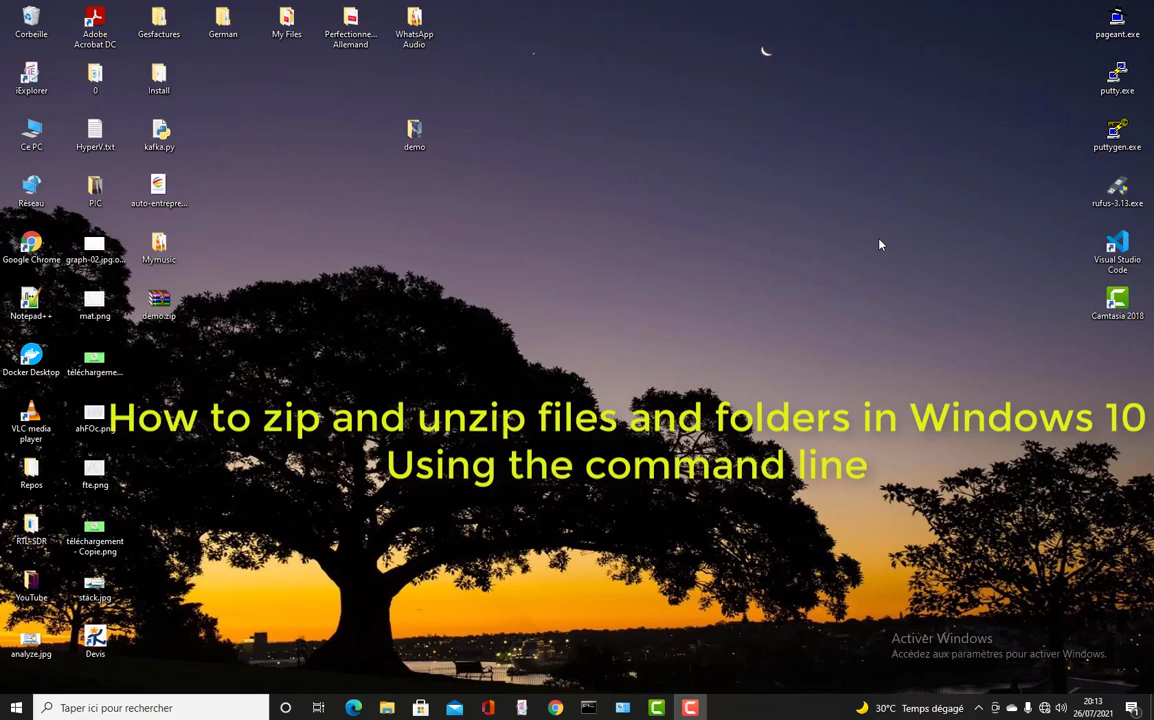 Corbeille
Adobe
Acrobat DC
Gesfactures
German
My Files
Perfectionne...
Allemand
WhatsApp
Audio
pageant.exe
iExplorer
0
Install
putty.exe
Ce PC
HyperV.txt
kafka.py
demo
puttygen.exe
Réseau
PIC
auto-entrepre...
rufus-3.13.exe
Google Chrome
graph-02.jpg.o...
Mymusic
Visual Studio
Code
Notepad++
mat.png
demo.zip
Camtasia 2018
Docker Desktop
téléchargeme...
How to zip and unzip files and folders in Windows 10
Using the command line
VLC media
player
ahFOc.png
Repos
fte.png
RTL-SDR
téléchargement
- Copie.png
YouTube
stack.jpg
analyze.jpg
Devis
Activer Windows
Accédez aux paramètres pour activer Windows.
Taper ici pour rechercher
30°C Temps dégagé
20:13
26/07/2021